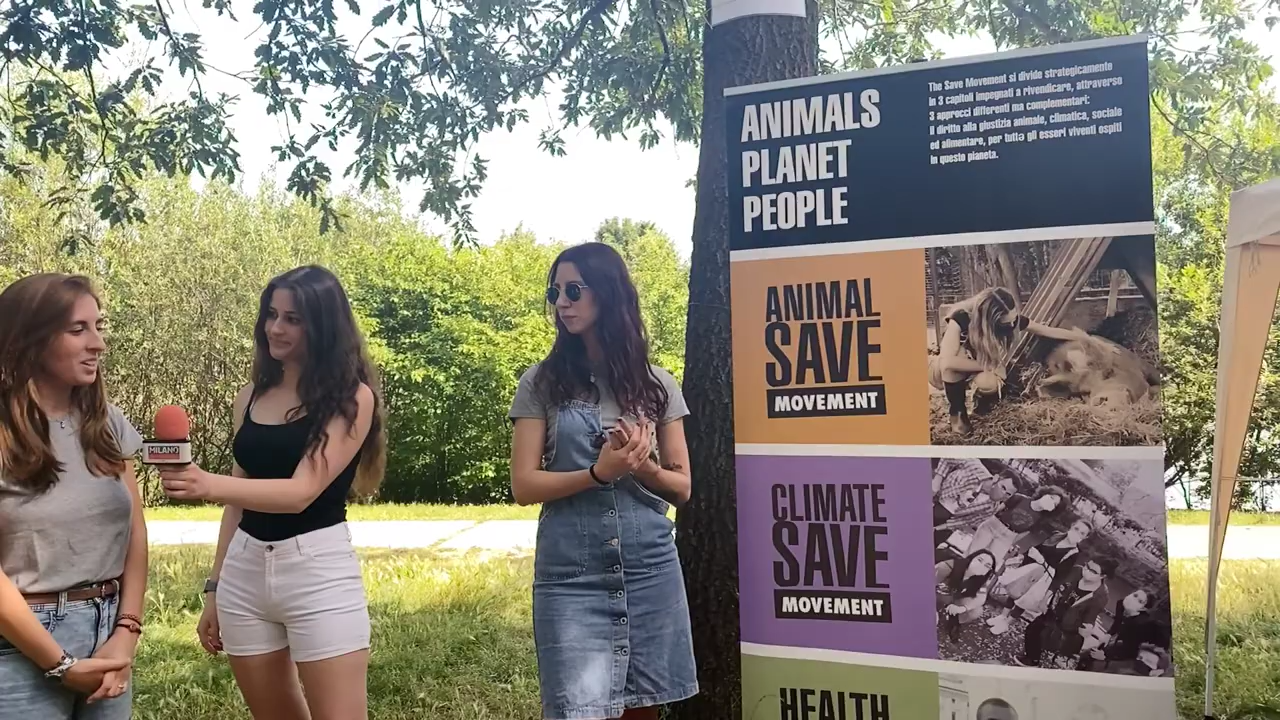 ANIMALS
PLANET
PEOPLE
The Save Movement si divide strategicamente
in 3 capitoli impegnati a rivendicare, attraverso
3 approcci differenti ma complementari:
il diritto alla giustizia animale, climatica, sociale
ed alimentare, per tuttə gli esseri viventi ospiti
in questo pianeta.
ANIMAL
SAVE
MOVEMENT
CLIMATE
SAVE
MOVEMENT
HEALTH
MILANO